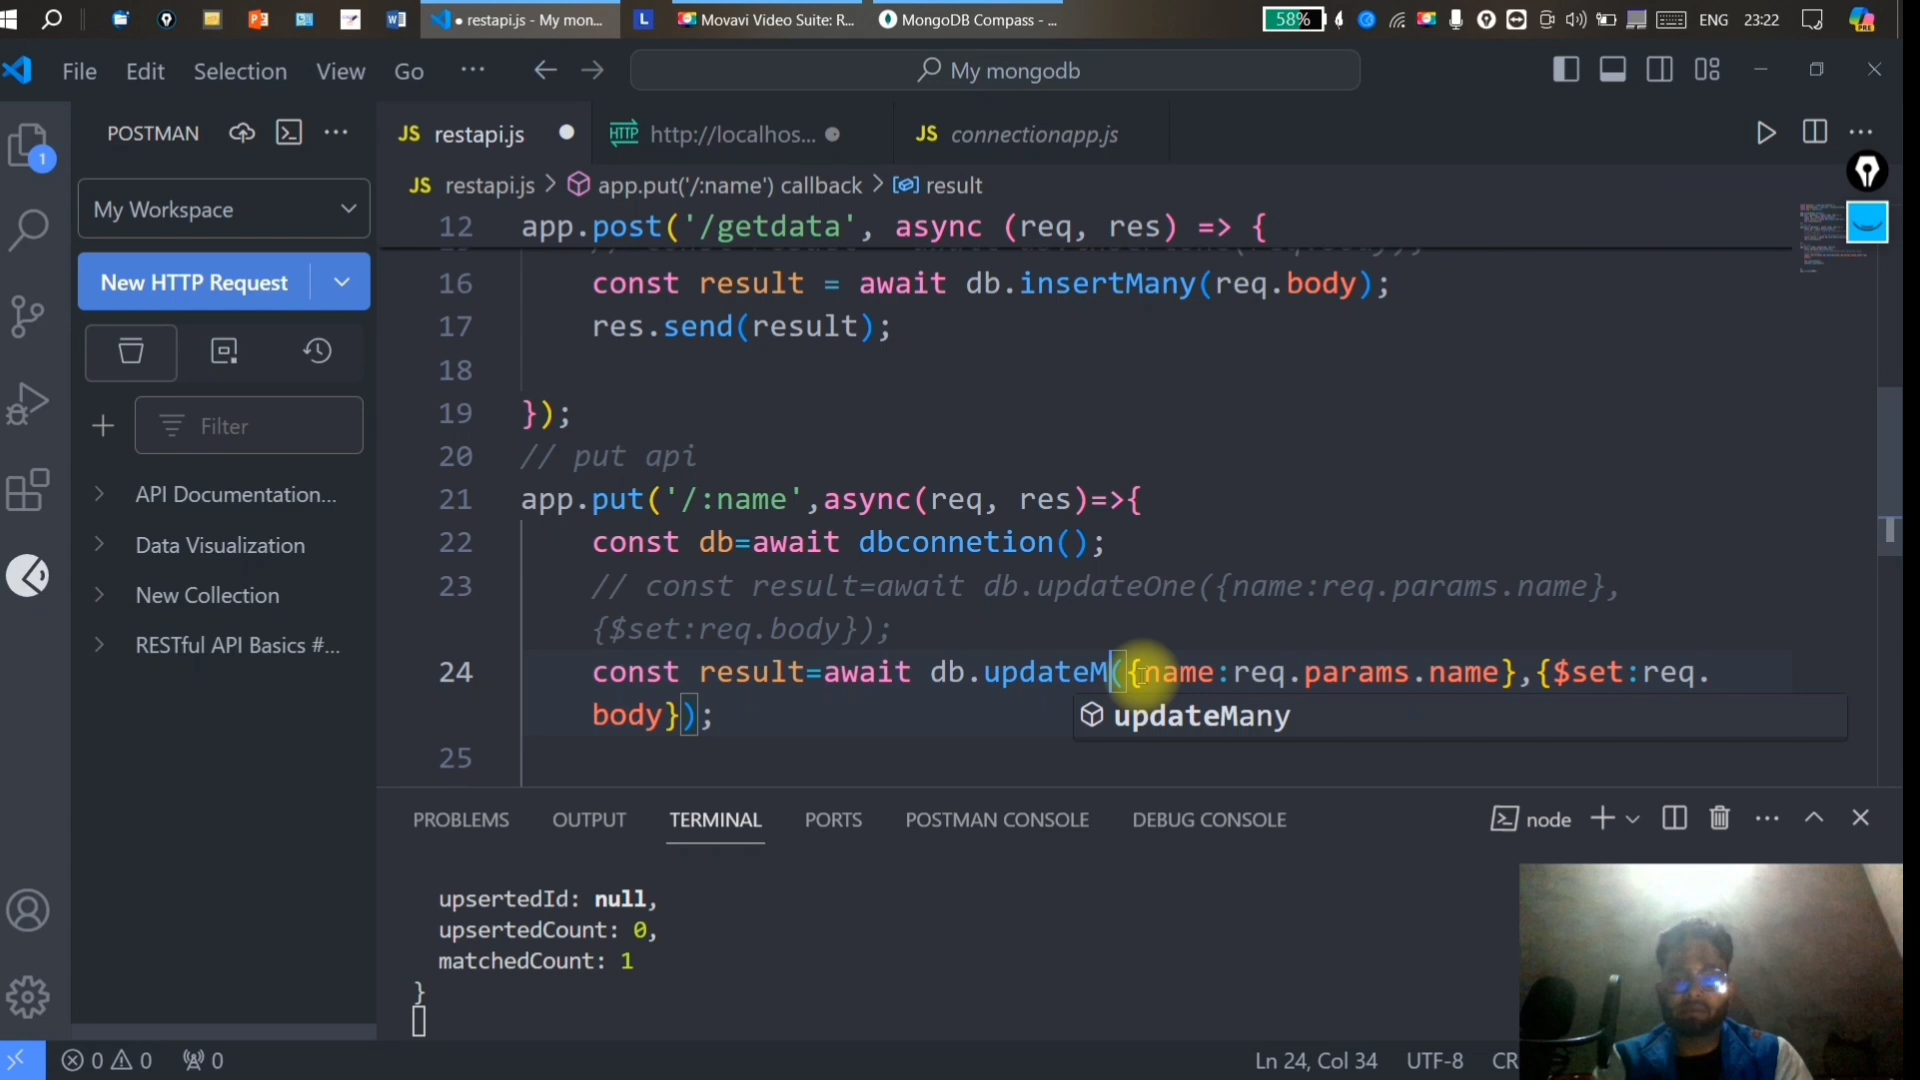 restapi.js - My mon...
L
Movavi Video Suite: R...
MongoDB Compass - ...
58%
ENG
23:22
File
Edit
Selection
View
Go
...
My mongodb
POSTMAN
JS restapi.js
HTTP http://localhos...
JS connectionapp.js
JS restapi.js > app.put('/:name') callback > result
My Workspace
New HTTP Request
Filter
API Documentation...
Data Visualization
New Collection
RESTful API Basics #...
1
12 app.post('/getdata', async (req, res) => {
16 const result = await db.insertMany(req.body);
17 res.send(result);
18
19 });
20 // put api
21 app.put('/:name',async(req, res)=>{
22 const db=await dbconnetion();
23 // const result=await db.updateOne({name:req.params.name},
{$set:req.body});
24 const result=await db.updateM({name:req.params.name},{$set:req.
body});
updateMany
25
PROBLEMS
OUTPUT
TERMINAL
PORTS
POSTMAN CONSOLE
DEBUG CONSOLE
node
upsertedId: null,
upsertedCount: 0,
matchedCount: 1
}
0 0
0
Ln 24, Col 34
UTF-8
CR